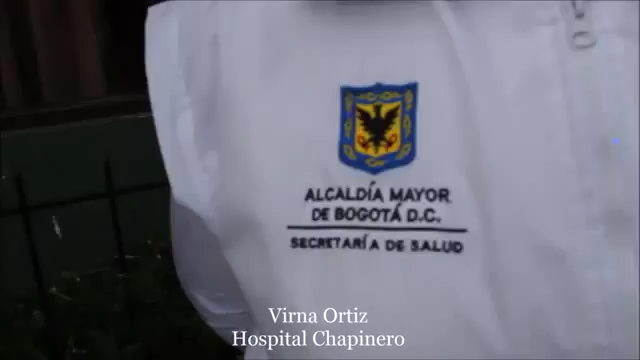 ALCALDÍA MAYOR
DE BOGOTÁ D.C.
SECRETARÍA DE SALUD
Virna Ortiz
Hospital Chapinero